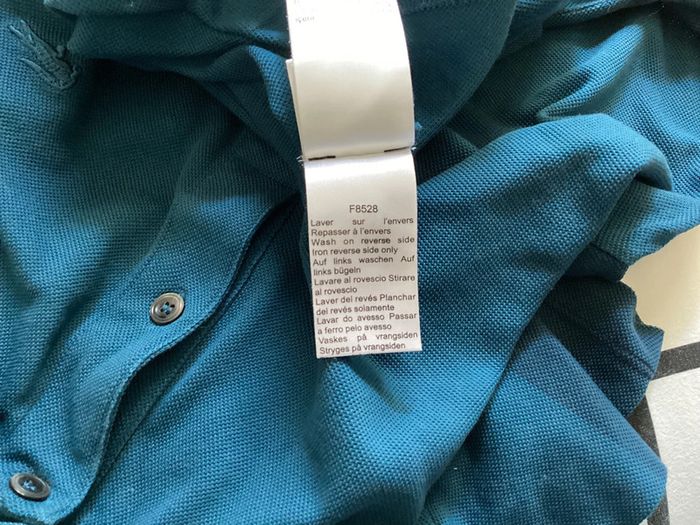 F8528
Laver sur l'envers
Repasser à l'envers
Wash on reverse side
Iron reverse side only
Auf links waschen Auf
links bügeln
Lavare al rovescio Stirare
al rovescio
Laver del revés Planchar
del revés solamente
Lavar do avesso Passar
a ferro pelo avesso
Vaskes på vrangsiden
Stryges på vrangsiden